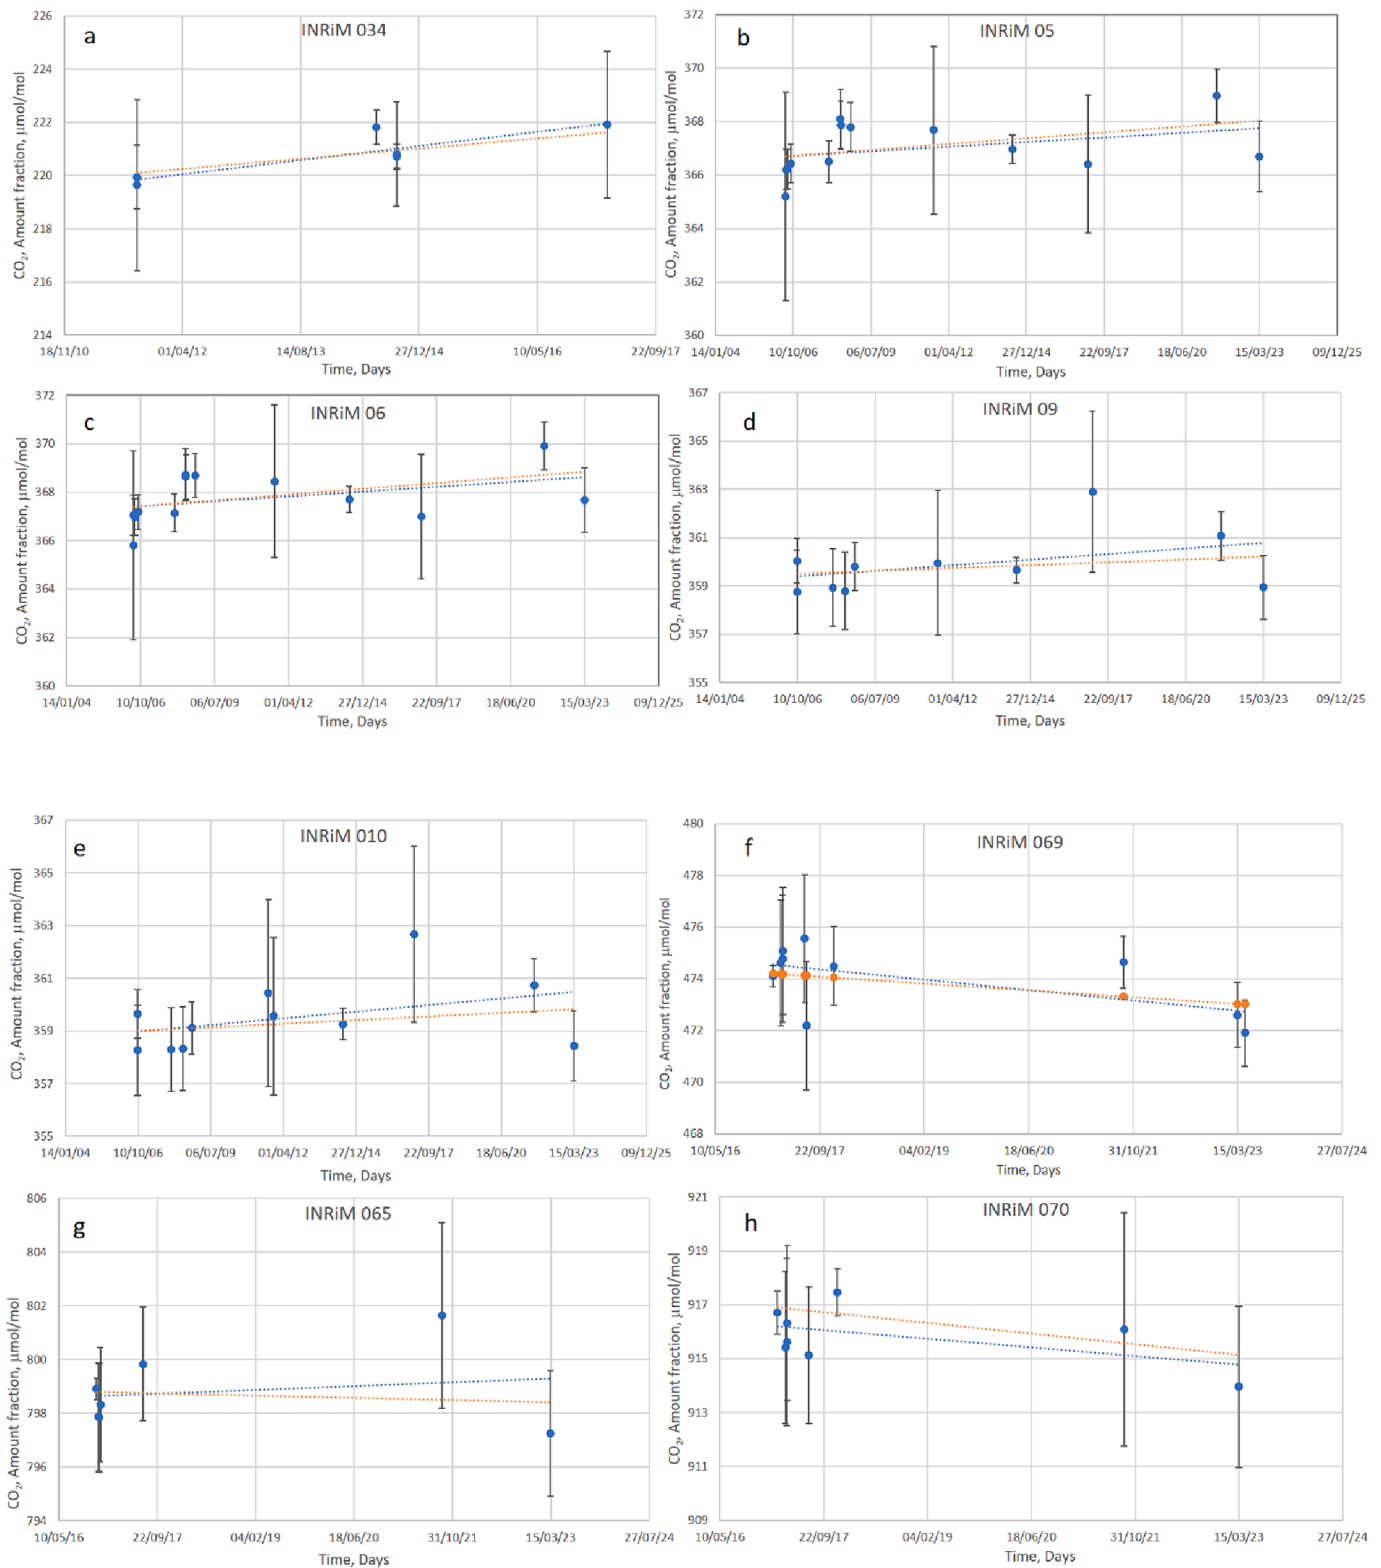 a
INRiM 034
CO2, Amount fraction, µmol/mol
226
224
222
220
218
216
214
18/11/10 01/04/12 14/08/13 27/12/14 10/05/16 22/09/17
Time, Days
b
INRiM 05
CO2, Amount fraction, µmol/mol
372
370
368
366
364
362
360
14/01/04 10/10/06 06/07/09 01/04/12 27/12/14 22/09/17 18/06/20 15/03/23 09/12/25
Time, Days
c
INRiM 06
CO2, Amount fraction, µmol/mol
372
370
368
366
364
362
360
14/01/04 10/10/06 06/07/09 01/04/12 27/12/14 22/09/17 18/06/20 15/03/23 09/12/25
Time, Days
d
INRiM 09
CO2, Amount fraction, µmol/mol
367
365
363
361
359
357
355
14/01/04 10/10/06 06/07/09 01/04/12 27/12/14 22/09/17 18/06/20 15/03/23 09/12/25
Time, Days
e
INRiM 010
CO2, Amount fraction, µmol/mol
367
365
363
361
359
357
355
14/01/04 10/10/06 06/07/09 01/04/12 27/12/14 22/09/17 18/06/20 15/03/23 09/12/25
Time, Days
f
INRiM 069
CO2, Amount fraction, µmol/mol
480
478
476
474
472
470
468
10/05/16 22/09/17 04/02/19 18/06/20 31/10/21 15/03/23 27/07/24
Time, Days
g
INRiM 065
CO2, Amount fraction, µmol/mol
806
804
802
800
798
796
794
10/05/16 22/09/17 04/02/19 18/06/20 31/10/21 15/03/23 27/07/24
Time, Days
h
INRiM 070
CO2, Amount fraction, µmol/mol
921
919
917
915
913
911
909
10/05/16 22/09/17 04/02/19 18/06/20 31/10/21 15/03/23 27/07/24
Time, Days